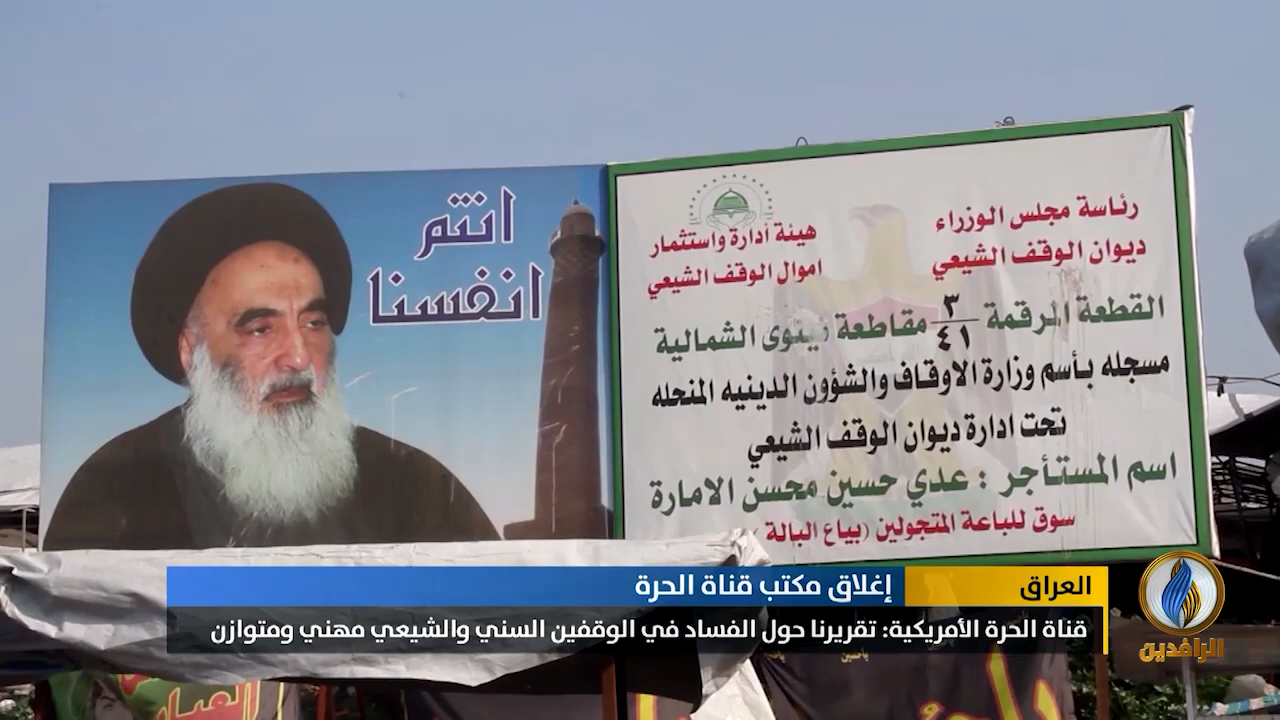 انتم
انفسنا
رئاسة مجلس الوزراء
ديوان الوقف الشيعي
هيئة أدارة واستثمار
اموال الوقف الشيعي
القطعة المرقمة ٣/٤١ مقاطعة نينوى الشمالية
مسجله بأسم وزارة الاوقاف والشؤون الدينيه المنحله
تحت ادارة ديوان الوقف الشيعي
اسم المستأجر : عدي حسين محسن الامارة
سوق للباعة المتجولين (بياع البالة )
العراق
إغلاق مكتب قناة الحرة
قناة الحرة الأمريكية: تقريرنا حول الفساد في الوقفين السني والشيعي مهني ومتوازن
الرافدين
ياحسين